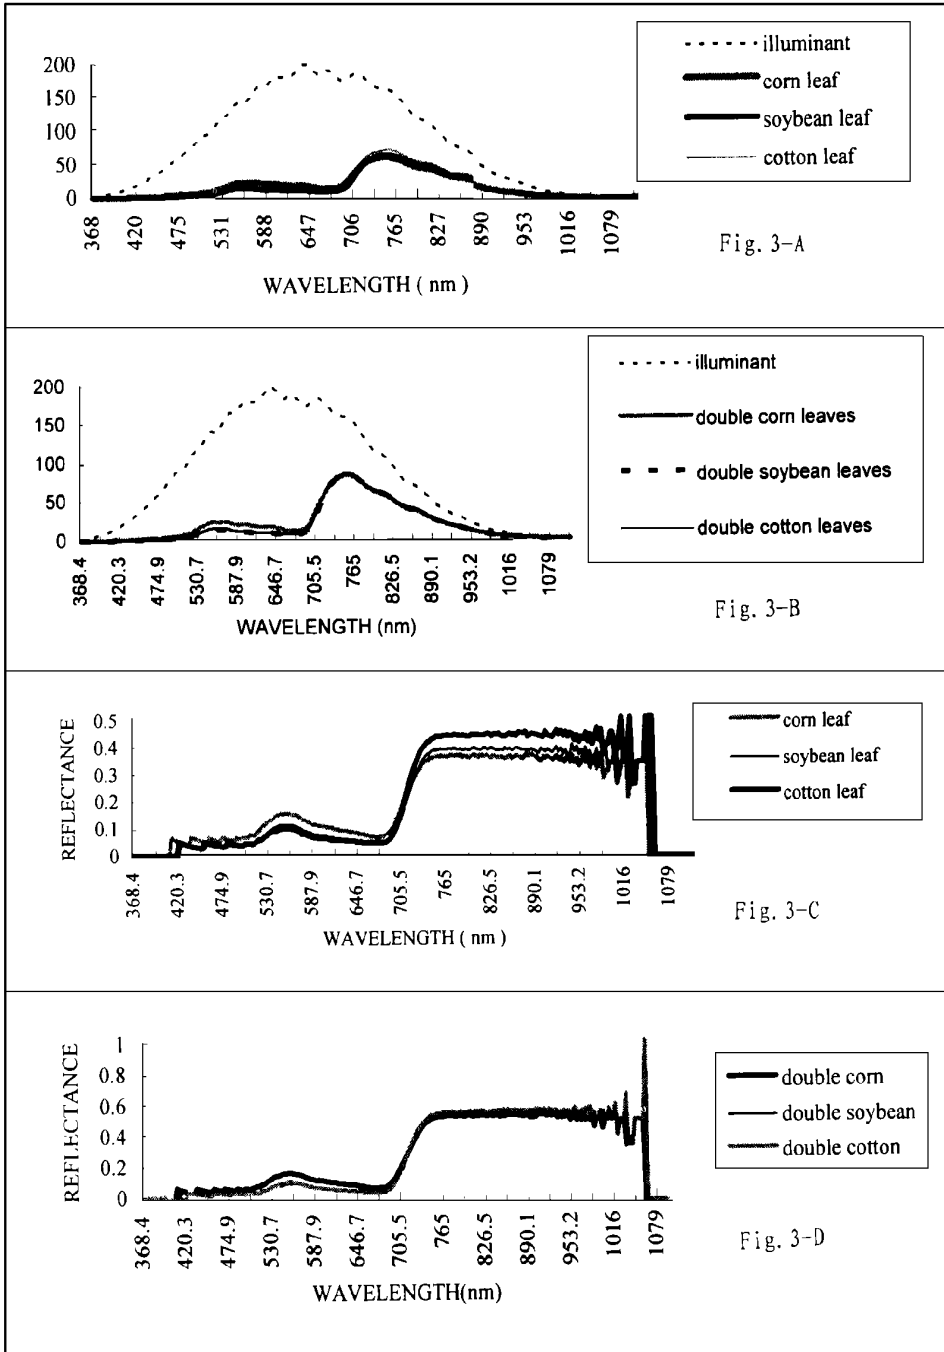 illuminant
corn leaf
soybean leaf
cotton leaf
200
150
100
50
0
368 420 475 531 588 647 706 765 827 890 953 1016 1079
WAVELENGTH ( nm )
Fig. 3-A
illuminant
double corn leaves
double soybean leaves
double cotton leaves
200
150
100
50
0
368.4 420.3 474.9 530.7 587.9 646.7 705.5 765 826.5 890.1 953.2 1016 1079
WAVELENGTH (nm)
Fig. 3-B
corn leaf
soybean leaf
cotton leaf
REFLECTANCE
0.5
0.4
0.3
0.2
0.1
0
368.4 420.3 474.9 530.7 587.9 646.7 705.5 765 826.5 890.1 953.2 1016 1079
WAVELENGTH ( nm )
Fig. 3-C
double corn
double soybean
double cotton
REFLECTANCE
1
0.8
0.6
0.4
0.2
0
368.4 420.3 474.9 530.7 587.9 646.7 705.5 765 826.5 890.1 953.2 1016 1079
WAVELENGTH(nm)
Fig. 3-D